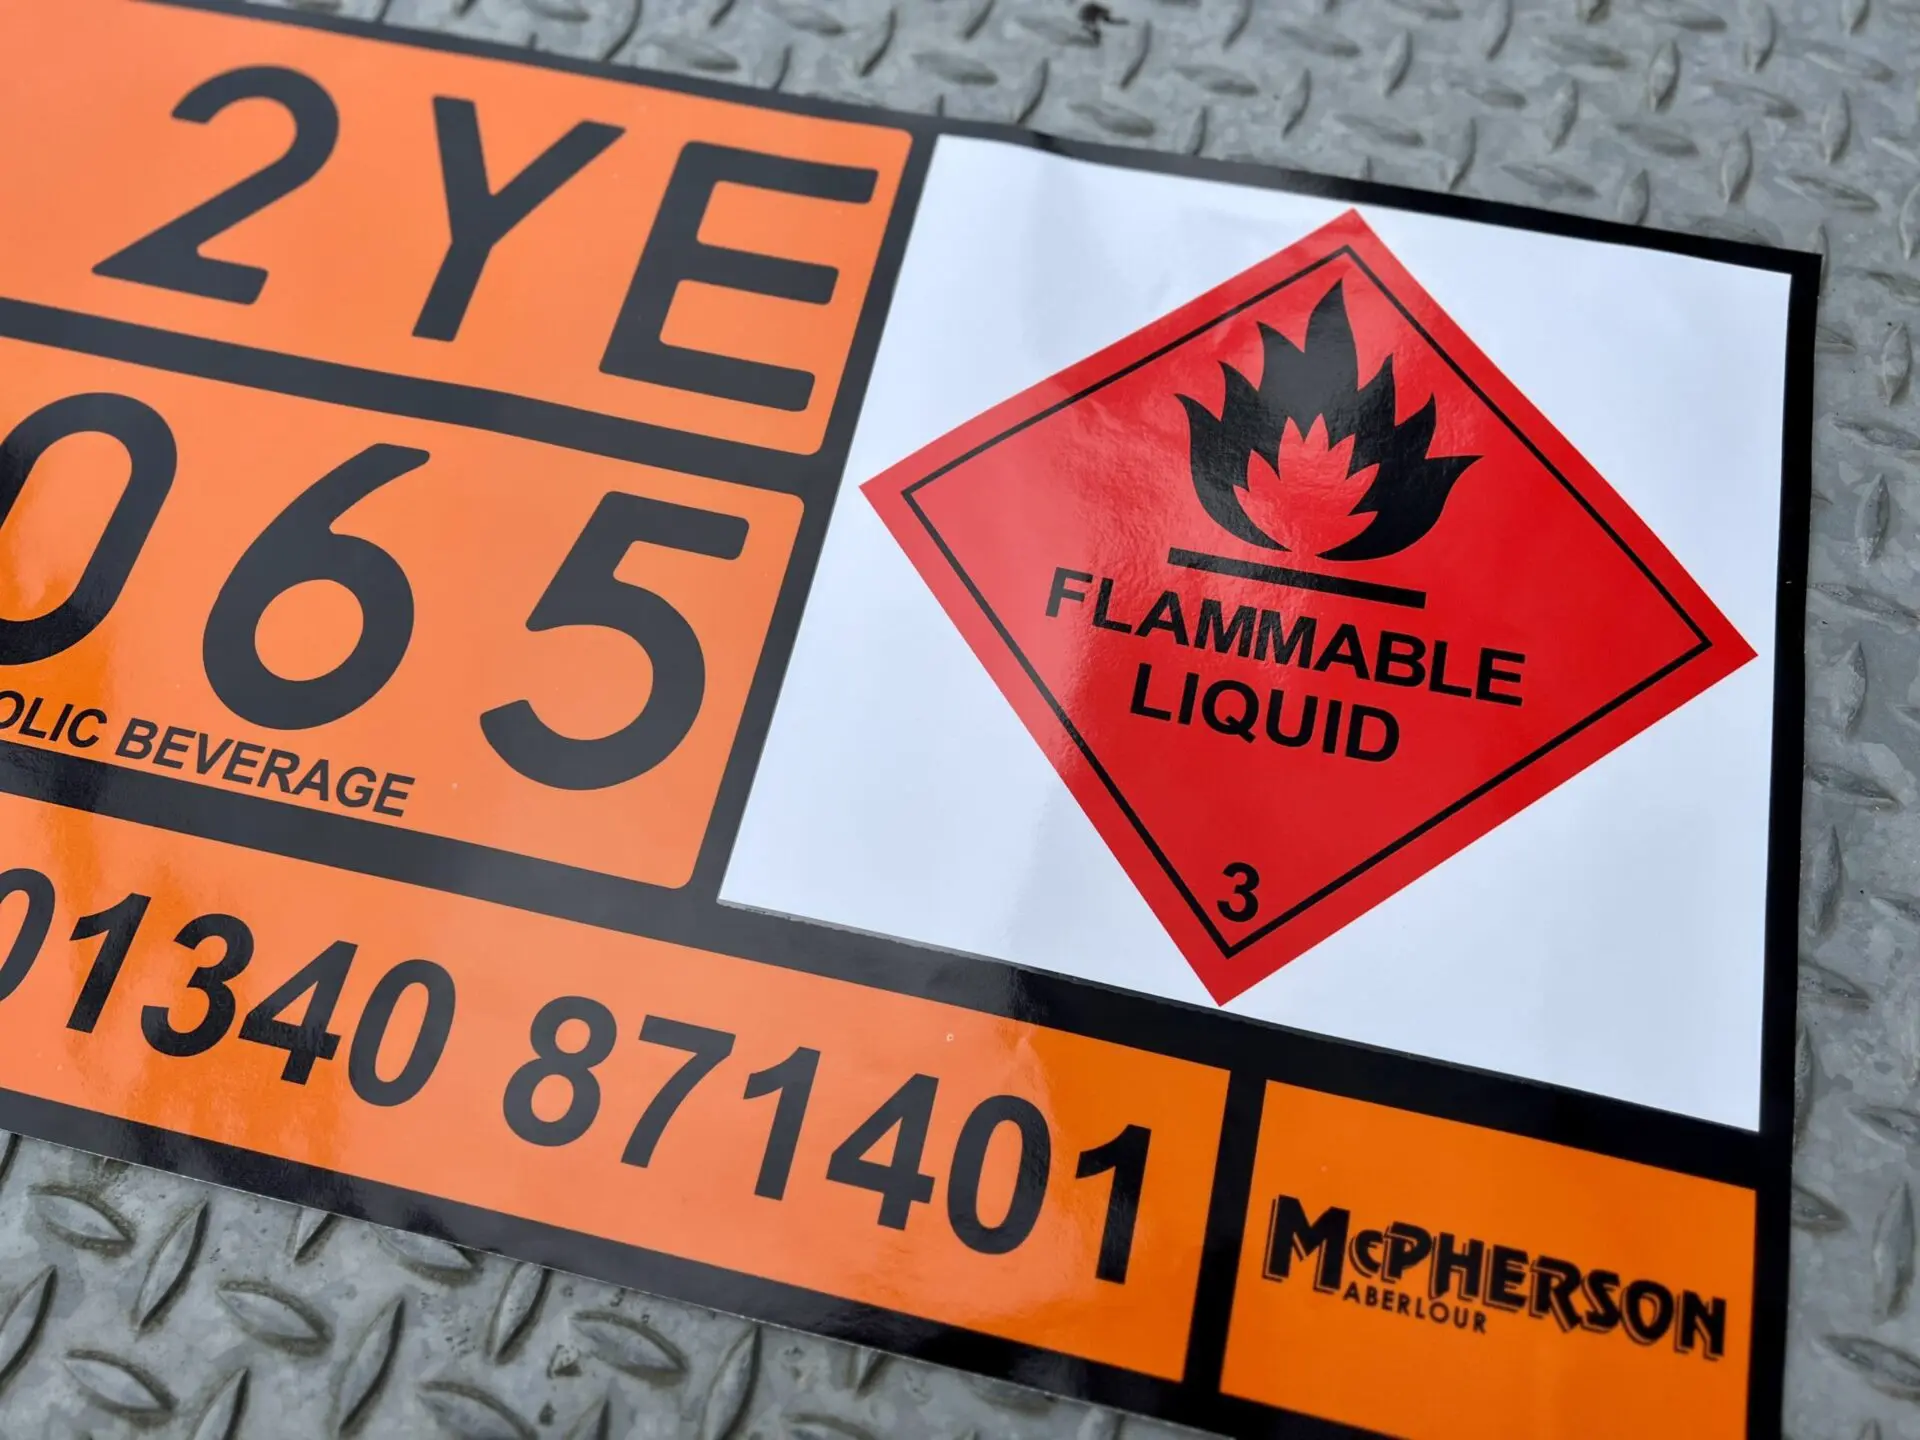 2YE
065
OLIC BEVERAGE
FLAMMABLE
LIQUID
3
01340 871401
McPHERSON
ABERLOUR